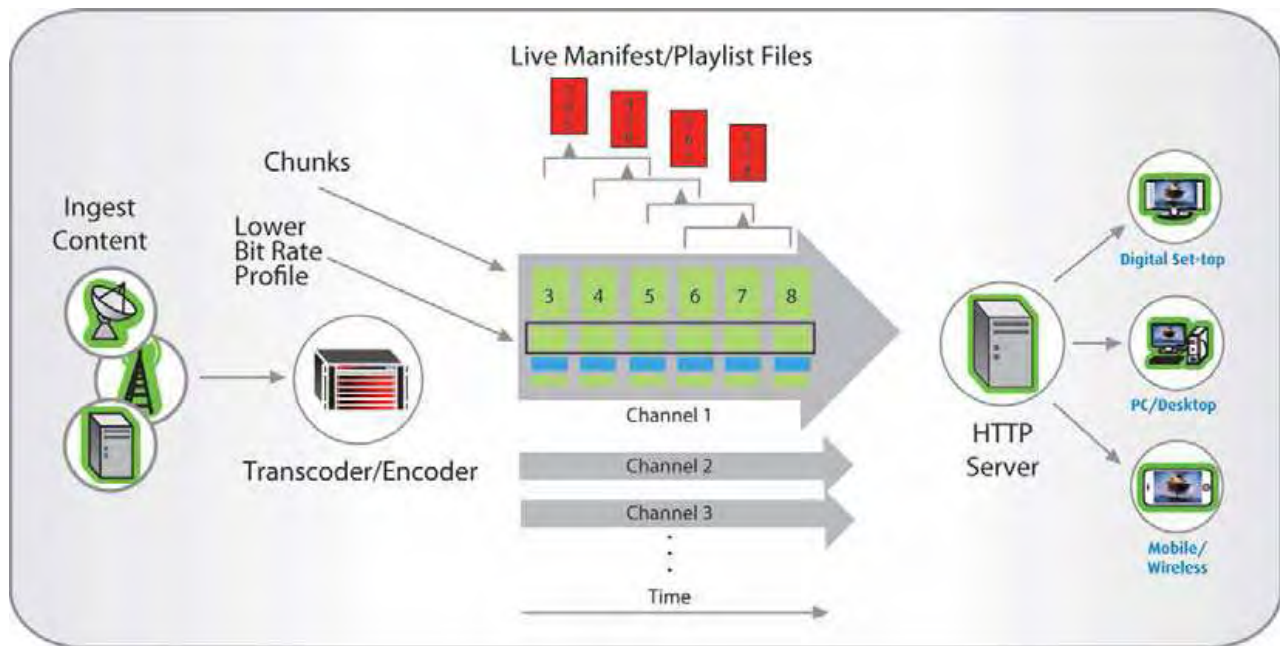 Live Manifest/Playlist Files
Chunks
Ingest
Content
Lower
Bit Rate
Profile
3 4 5 6 7 8
Channel 1
Transcoder/Encoder
Channel 2
Channel 3
Time
HTTP
Server
Digital Set-top
PC/Desktop
Mobile/
Wireless